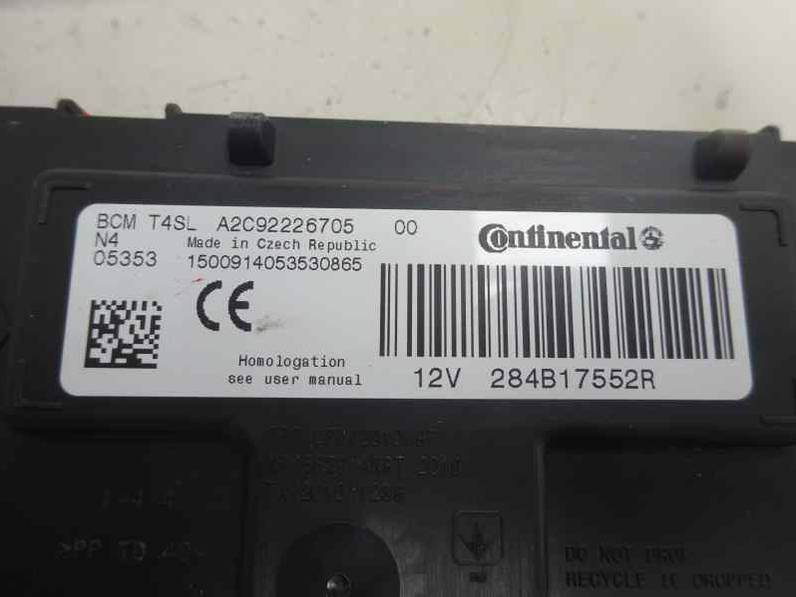 BCM T4SL A2C92226705 00
Continental
N4 Made in Czech Republic
05353 1500914053530865
CE
Homologation
see user manual
12V 284B17552R
DO NOT
RECYCLE IF DROPPED